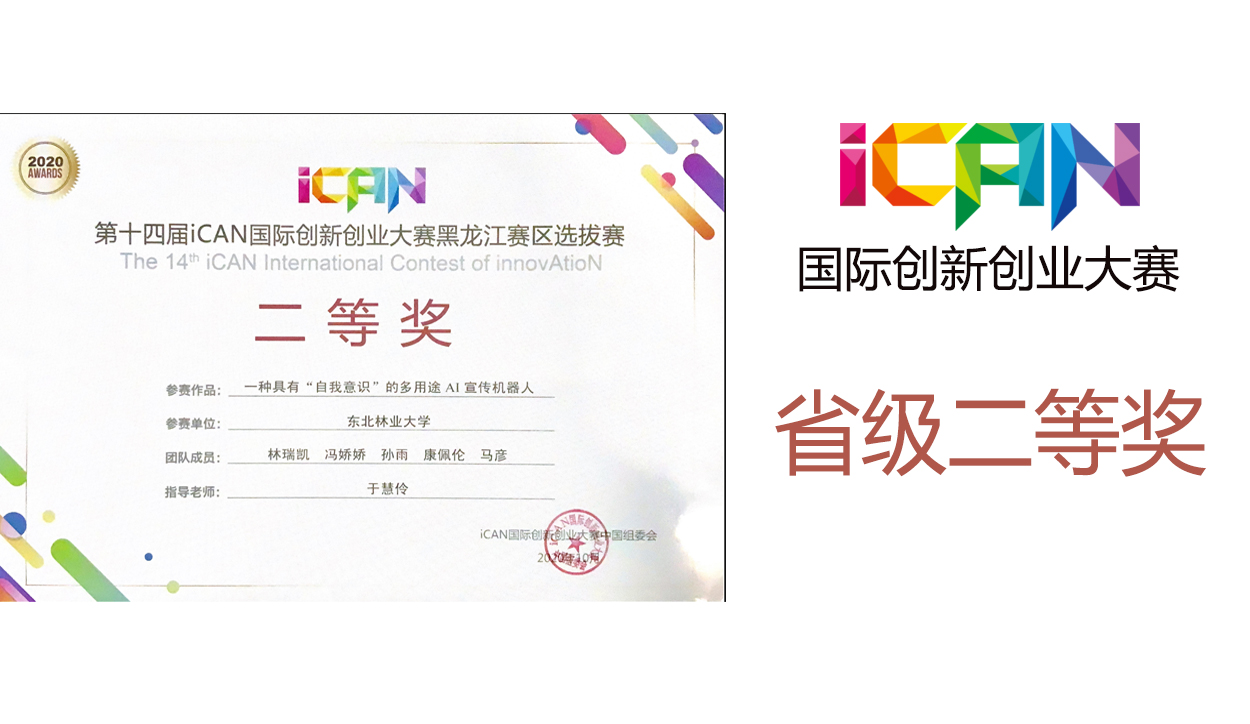 2020
AWARDS
iCAN
第十四届iCAN国际创新创业大赛黑龙江赛区选拔赛
The 14th iCAN International Contest of innovAtioN
二等奖
参赛作品： 一种具有“自我意识”的多用途 AI 宣传机器人
参赛单位： 东北林业大学
团队成员： 林瑞凯 冯娇娇 孙雨 康佩伦 马彦
指导老师： 于慧伶
iCAN国际创新创业大赛中国组委会
2020年10月
iCAN
国际创新创业大赛
省级二等奖